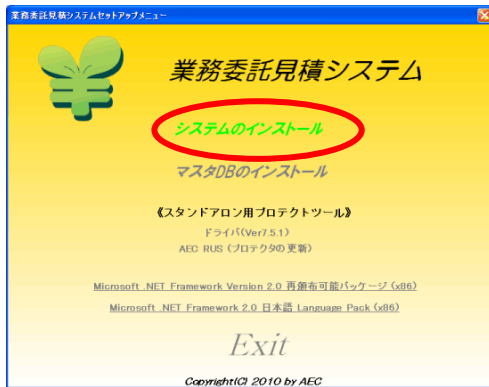 業務委託見積システムセットアップメニュー
業務委託見積システム
システムのインストール
マスタDBのインストール
《スタンドアロン用プロテクトツール》
ドライバ(Ver7.5.1)
AEC RUS (プロテクタの更新)
Microsoft .NET Framework Version 2.0 再頒布可能パッケージ (x86)
Microsoft .NET Framework 2.0 日本語 Language Pack (x86)
Exit
Copyright(C) 2010 by AEC